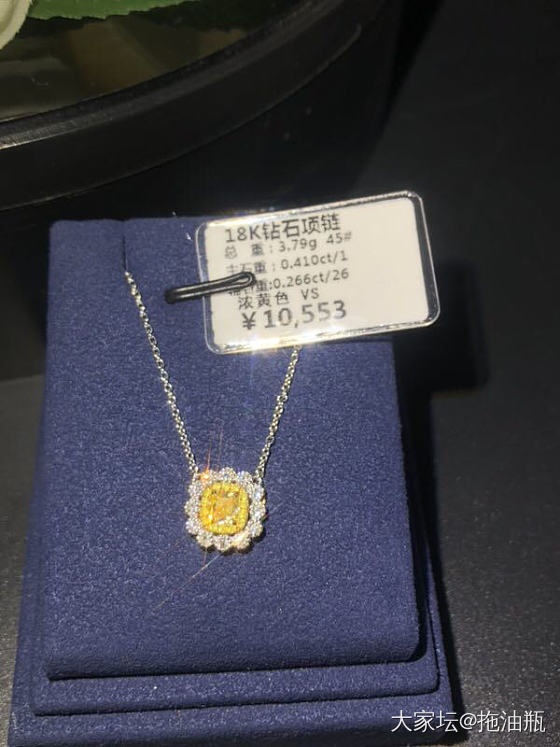 18K钻石项链
总 重:3.79g 45#
主石重:0.410ct/1
石重:0.266ct/26
浓黄色 VS
¥10,553
大家坛@拖油瓶